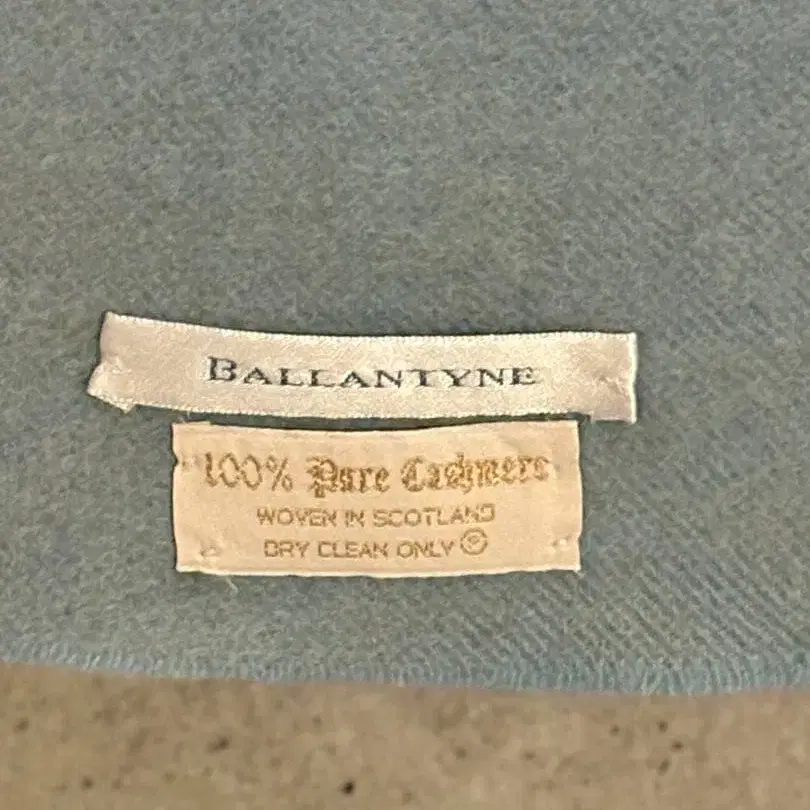 BALLANTYNE
100% Pure Cashmere
WOVEN IN SCOTLAND
DRY CLEAN ONLY Ⓟ